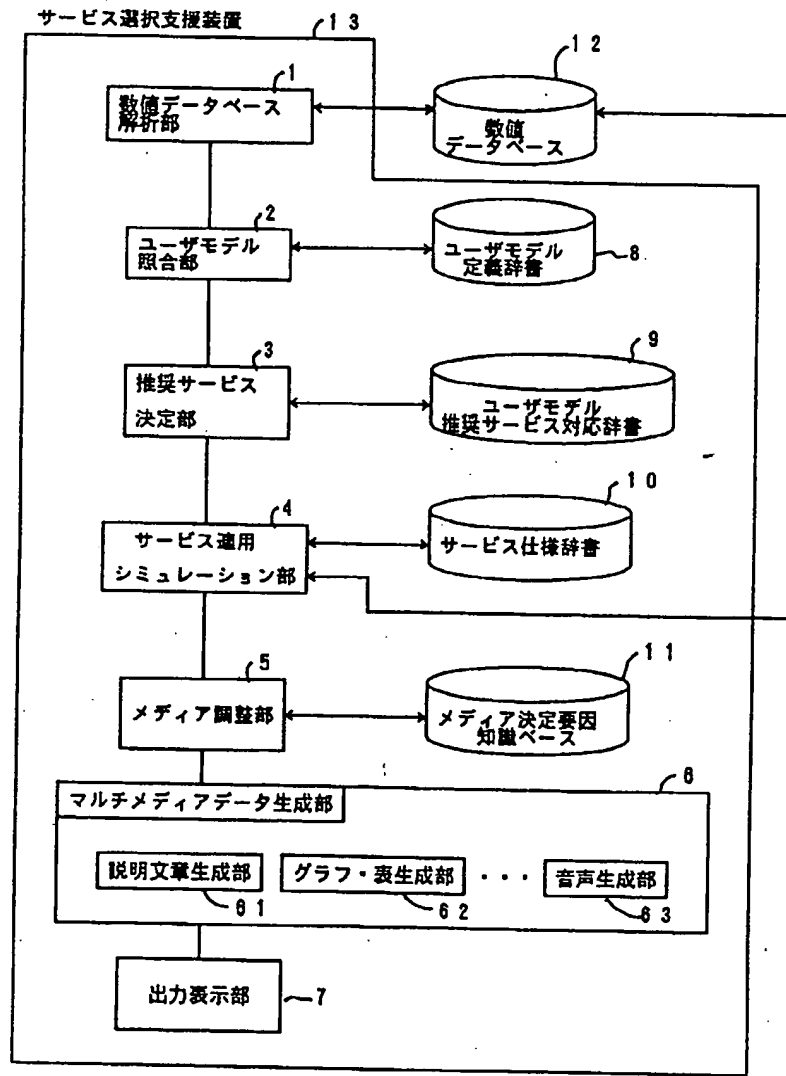 サービス選択支援装置
13
12
1
数値データベース
解析部
数値
データベース
2
ユーザモデル
照合部
ユーザモデル
定義辞書
8
3
推奨サービス
決定部
9
ユーザモデル
推奨サービス対応辞書
4
サービス適用
シミュレーション部
10
サービス仕様辞書
5
メディア調整部
11
メディア決定要因
知識ベース
6
マルチメディアデータ生成部
説明文章生成部
グラフ・表生成部
・・・
音声生成部
61
62
63
出力表示部
7